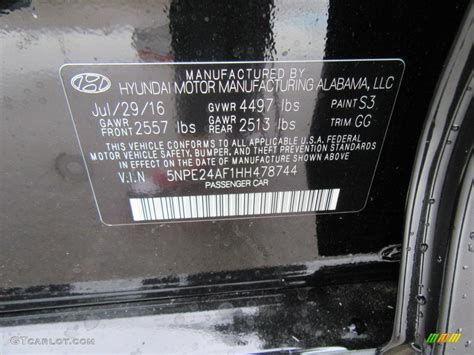 MANUFACTURED BY
HYUNDAI MOTOR MANUFACTURING ALABAMA, LLC
Jul/29/16 GVWR 4497 lbs PAINT S3
GAWR FRONT 2557 lbs GAWR REAR 2513 lbs TRIM GG
THIS VEHICLE CONFORMS TO ALL APPLICABLE U.S.A FEDERAL
MOTOR VEHICLE SAFETY, BUMPER, AND THEFT PREVENTION
STANDARDS IN EFFECT ON THE DATE OF MANUFACTURE SHOWN ABOVE.
V.I.N 5NPE24AF1HH478744
PASSENGER CAR
GTCARLOT.COM